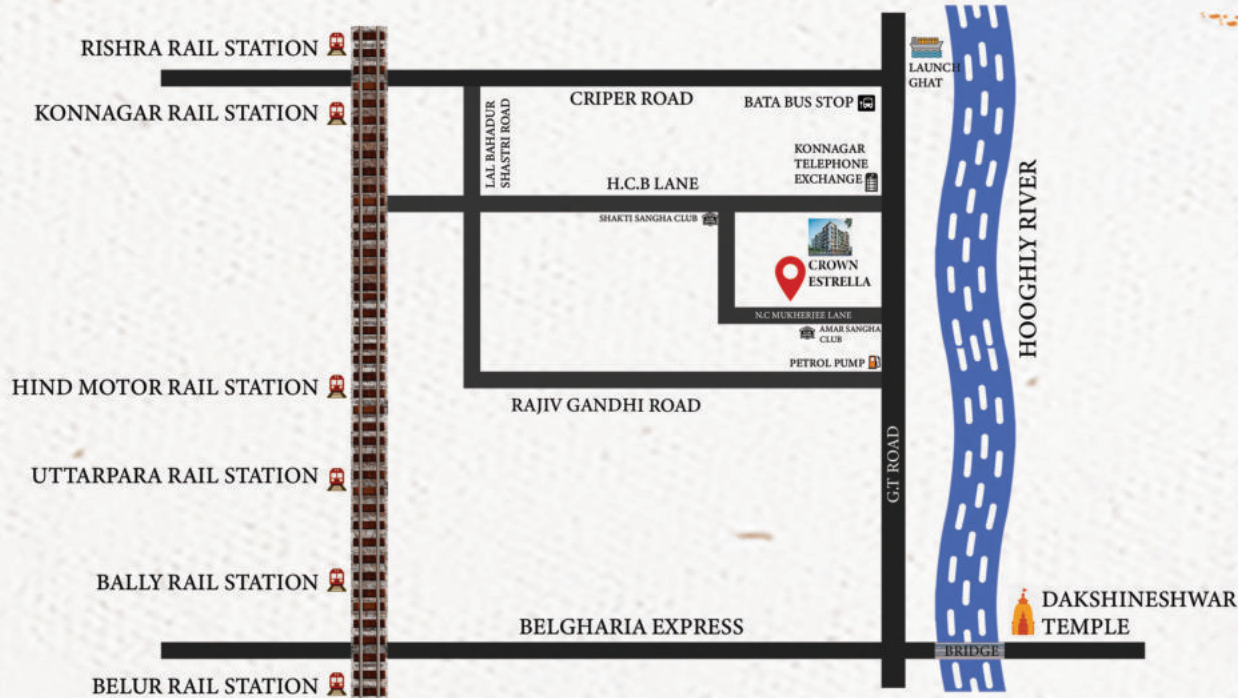 RISHRA RAIL STATION
KONNAGAR RAIL STATION
HIND MOTOR RAIL STATION
UTTARPARA RAIL STATION
BALLY RAIL STATION
BELUR RAIL STATION
CRIPER ROAD
LAL BAHADUR
SHASTRI ROAD
BATA BUS STOP
LAUNCH
GHAT
KONNAGAR
TELEPHONE
EXCHANGE
H.C.B LANE
SHAKTI SANGHA CLUB
CROWN
ESTRELLA
N.C MUKHERJEE LANE
AMAR SANGHA
CLUB
PETROL PUMP
RAJIV GANDHI ROAD
G.T ROAD
HOOGHLY RIVER
BELGHARIA EXPRESS
BRIDGE
DAKSHINESHWAR
TEMPLE